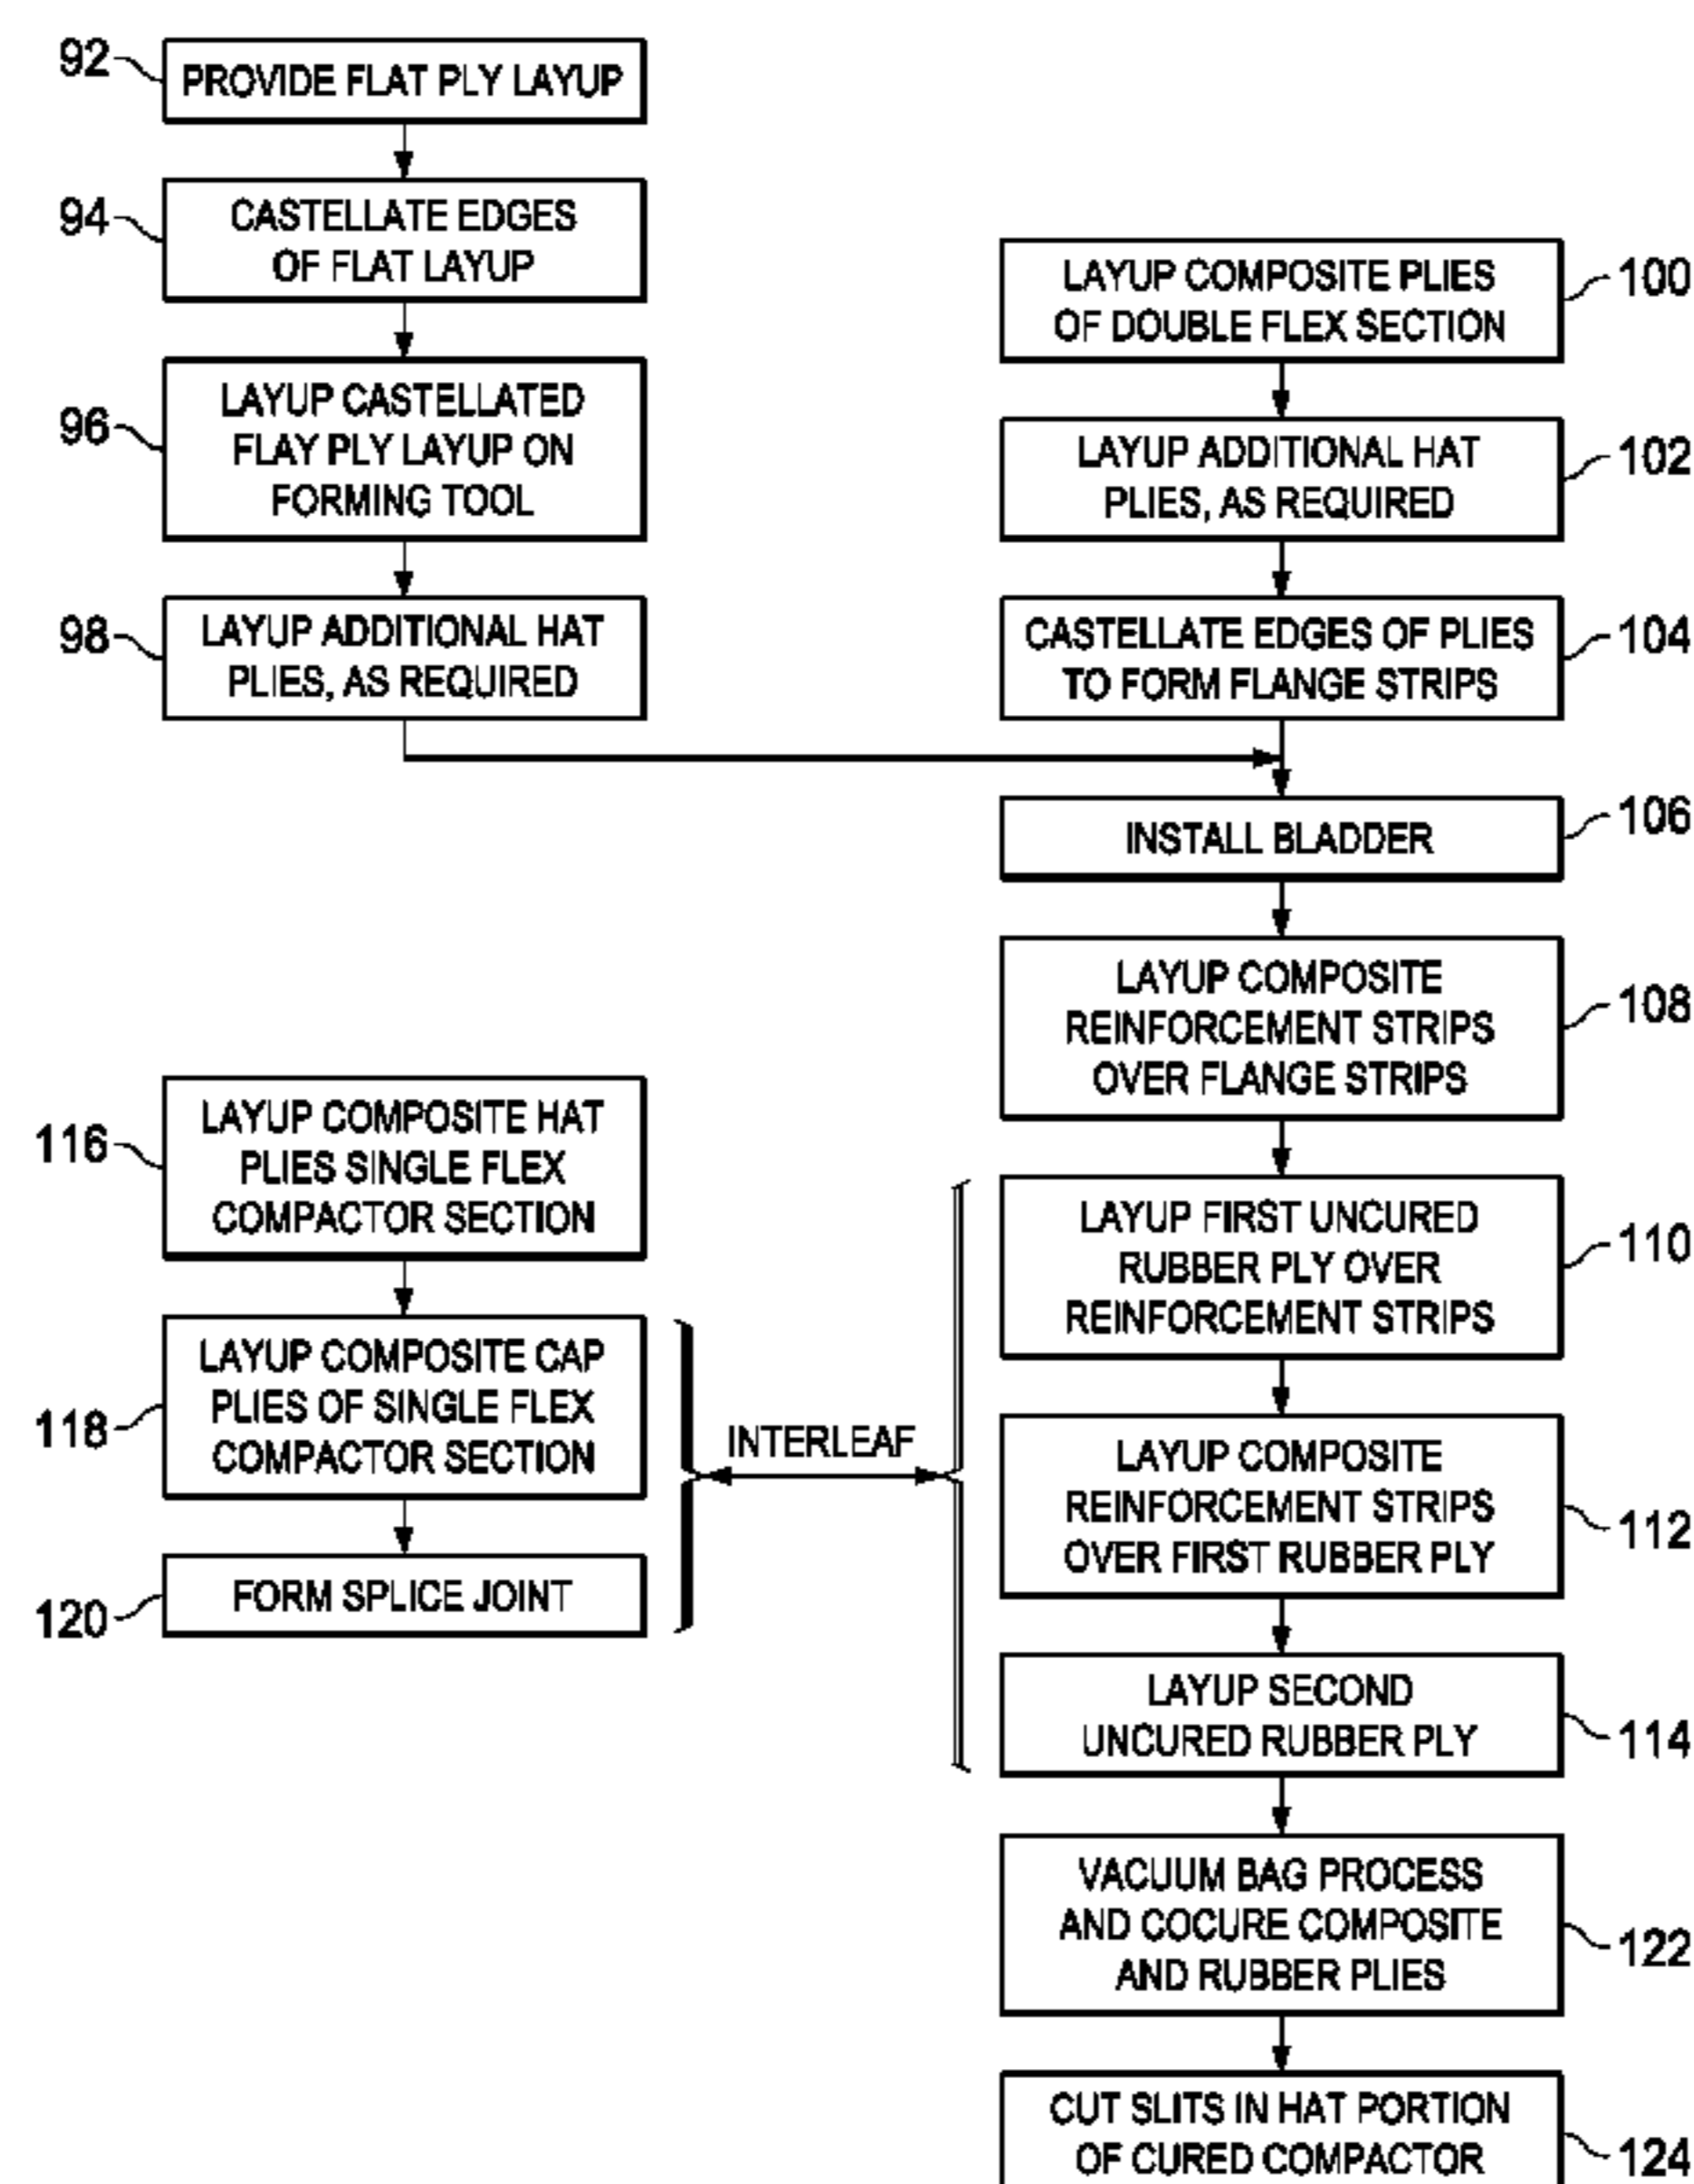 92
PROVIDE FLAT PLY LAYUP
94
CASTELLATE EDGES
OF FLAT LAYUP
96
LAYUP CASTELLATED
FLAY PLY LAYUP ON
FORMING TOOL
98
LAYUP ADDITIONAL HAT
PLIES, AS REQUIRED
LAYUP COMPOSITE PLIES
OF DOUBLE FLEX SECTION
100
LAYUP ADDITIONAL HAT
PLIES, AS REQUIRED
102
CASTELLATE EDGES OF PLIES
TO FORM FLANGE STRIPS
104
INSTALL BLADDER
106
LAYUP COMPOSITE
REINFORCEMENT STRIPS
OVER FLANGE STRIPS
108
LAYUP FIRST UNCURED
RUBBER PLY OVER
REINFORCEMENT STRIPS
110
LAYUP COMPOSITE
REINFORCEMENT STRIPS
OVER FIRST RUBBER PLY
112
LAYUP SECOND
UNCURED RUBBER PLY
114
116
LAYUP COMPOSITE HAT
PLIES SINGLE FLEX
COMPACTOR SECTION
118
LAYUP COMPOSITE CAP
PLIES OF SINGLE FLEX
COMPACTOR SECTION
120
FORM SPLICE JOINT
INTERLEAF
VACUUM BAG PROCESS
AND COCURE COMPOSITE
AND RUBBER PLIES
122
CUT SLITS IN HAT PORTION
OF CURED COMPACTOR
124